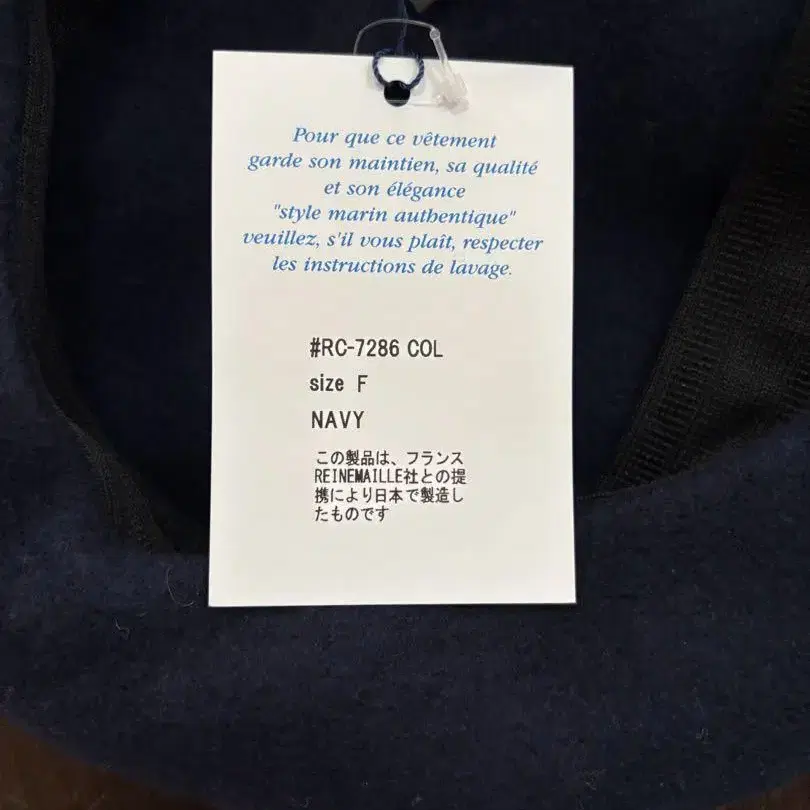 Pour que ce vêtement
garde son maintien, sa qualité
et son élégance
"style marin authentique"
veuillez, s'il vous plaît, respecter
les instructions de lavage.
#RC-7286 COL
size F
NAVY
この製品は、フランス
REINEMAILLE社との提
携により日本で製造し
たものです